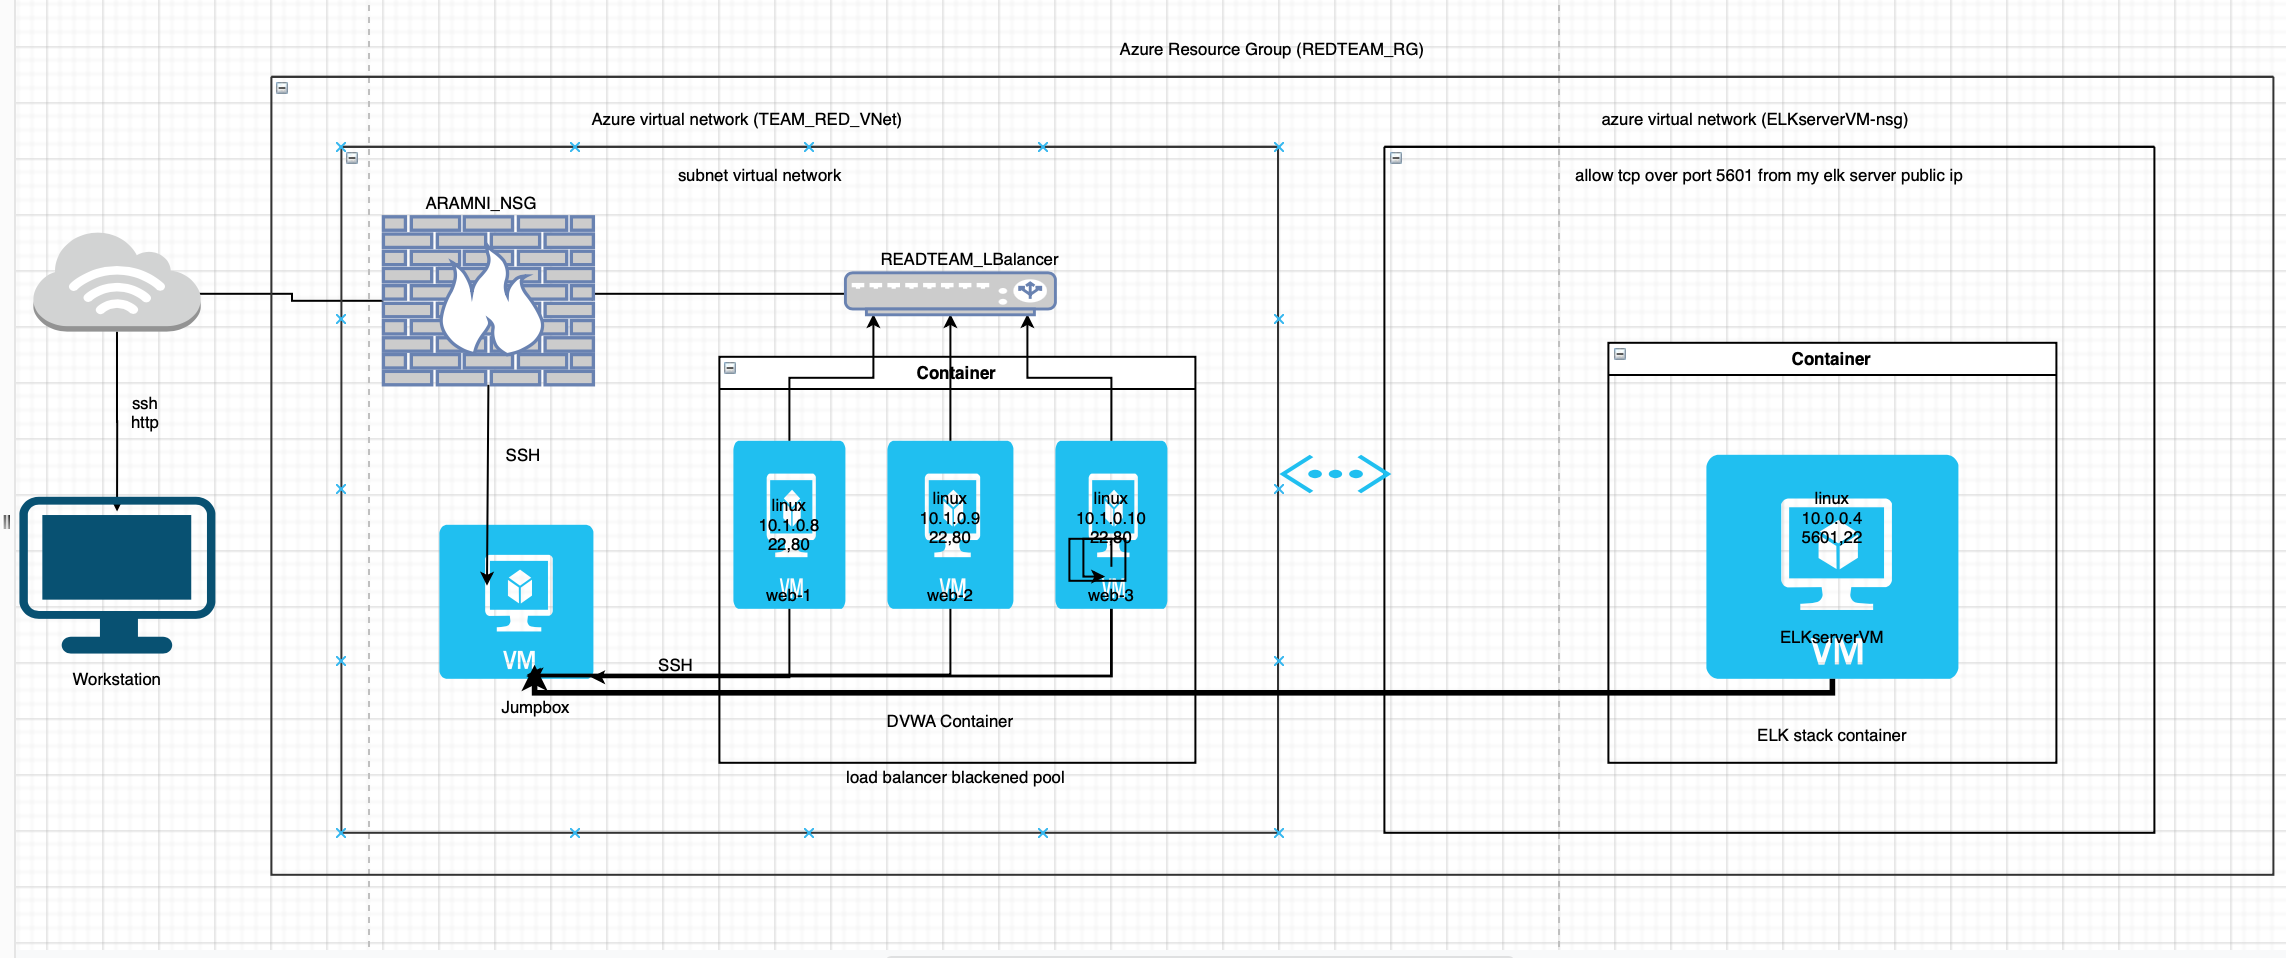 Azure Resource Group (REDTEAM_RG)
Azure virtual network (TEAM_RED_VNet)
azure virtual network (ELKserverVM-nsg)
subnet virtual network
allow tcp over port 5601 from my elk server public ip
ARAMNI_NSG
READTEAM_LBalancer
Container
Container
ssh
http
SSH
linux
10.1.0.8
22,80
VM
web-1
linux
10.1.0.9
22,80
VM
web-2
linux
10.1.0.10
22,80
VM
web-3
linux
10.0.0.4
5601,22
ELKserverVM
VM
VM
SSH
Workstation
Jumpbox
DVWA Container
ELK stack container
load balancer blackened pool